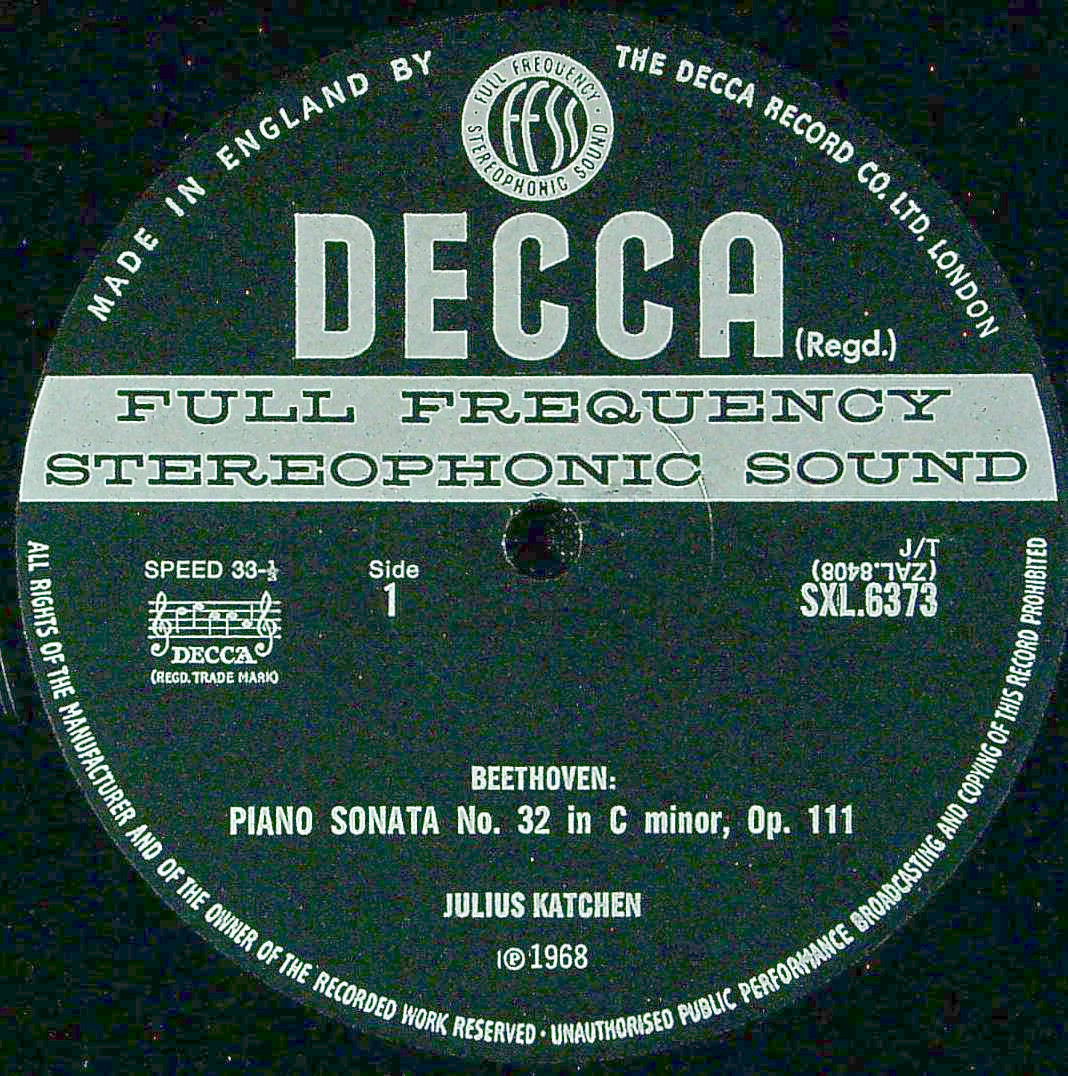 MADE IN ENGLAND BY
THE DECCA RECORD CO. LTD. LONDON
FULL FREQUENCY
FFSS
STEREOPHONIC SOUND
DECCA
(Regd.)
FULL FREQUENCY
STEREOPHONIC SOUND
SPEED 33-⅓
Side
1
J/T
(ZAL.8408)
SXL.6373
DECCA
(REGD. TRADE MARK)
BEETHOVEN:
PIANO SONATA No. 32 in C minor, Op. 111
JULIUS KATCHEN
℗ 1968
ALL RIGHTS OF THE MANUFACTURER AND OF THE OWNER OF THE RECORDED WORK RESERVED · UNAUTHORISED PUBLIC PERFORMANCE BROADCASTING AND COPYING OF THIS RECORD PROHIBITED